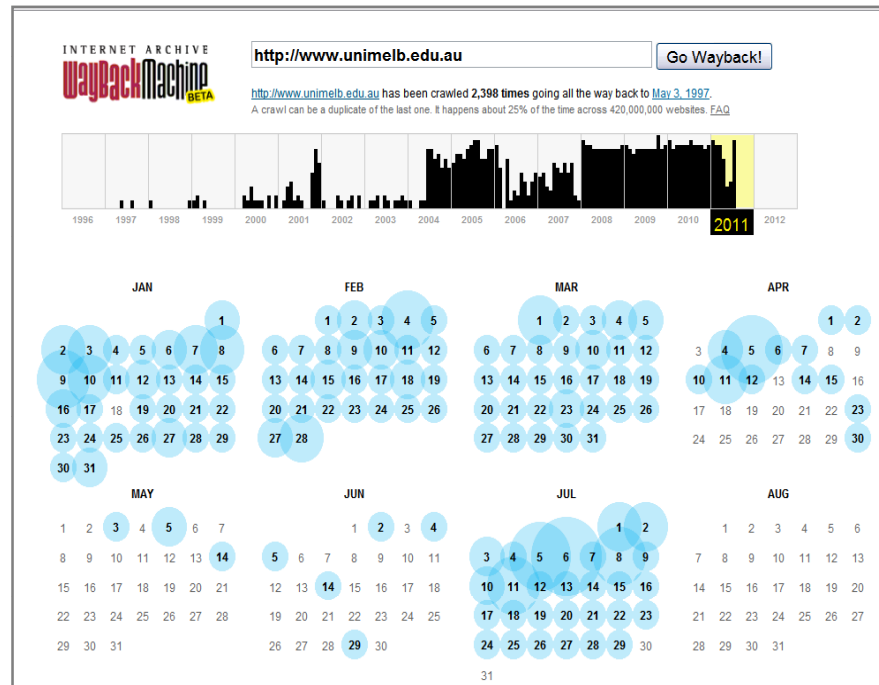 INTERNET ARCHIVE
WayBackMachine
BETA
http://www.unimelb.edu.au
Go Wayback!
http://www.unimelb.edu.au has been crawled 2,398 times going all the way back to May 3, 1997.
A crawl can be a duplicate of the last one. It happens about 25% of the time across 420,000,000 websites. FAQ
1996 1997 1998 1999 2000 2001 2002 2003 2004 2005 2006 2007 2008 2009 2010 2011 2012
JAN
1
2 3 4 5 6 7 8
9 10 11 12 13 14 15
16 17 18 19 20 21 22
23 24 25 26 27 28 29
30 31
FEB
1 2 3 4 5
6 7 8 9 10 11 12
13 14 15 16 17 18 19
20 21 22 23 24 25 26
27 28
MAR
1 2 3 4 5
6 7 8 9 10 11 12
13 14 15 16 17 18 19
20 21 22 23 24 25 26
27 28 29 30 31
APR
1 2
3 4 5 6 7 8 9
10 11 12 13 14 15 16
17 18 19 20 21 22 23
24 25 26 27 28 29 30
MAY
1 2 3 4 5 6 7
8 9 10 11 12 13 14
15 16 17 18 19 20 21
22 23 24 25 26 27 28
29 30 31
JUN
1 2 3 4
5 6 7 8 9 10 11
12 13 14 15 16 17 18
19 20 21 22 23 24 25
26 27 28 29 30
JUL
1 2
3 4 5 6 7 8 9
10 11 12 13 14 15 16
17 18 19 20 21 22 23
24 25 26 27 28 29 30
31
AUG
1 2 3 4 5 6
7 8 9 10 11 12 13
14 15 16 17 18 19 20
21 22 23 24 25 26 27
28 29 30 31